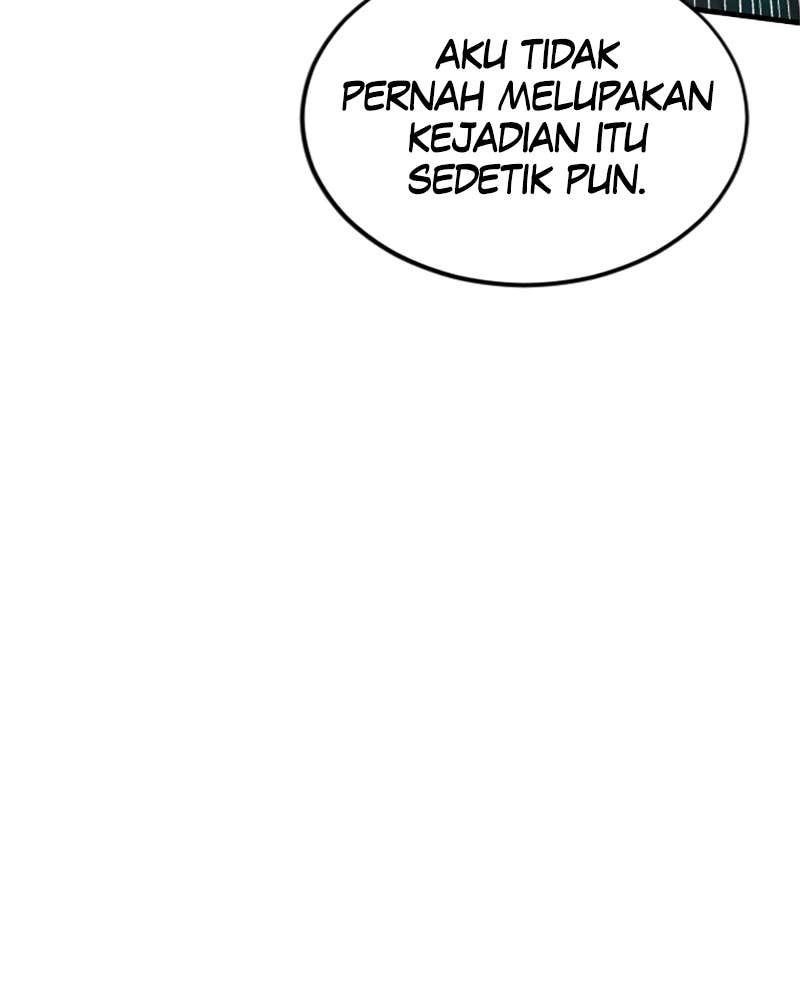 AKU TIDAK
PERNAH MELUPAKAN
KEJADIAN ITU
SEDETIK PUN.